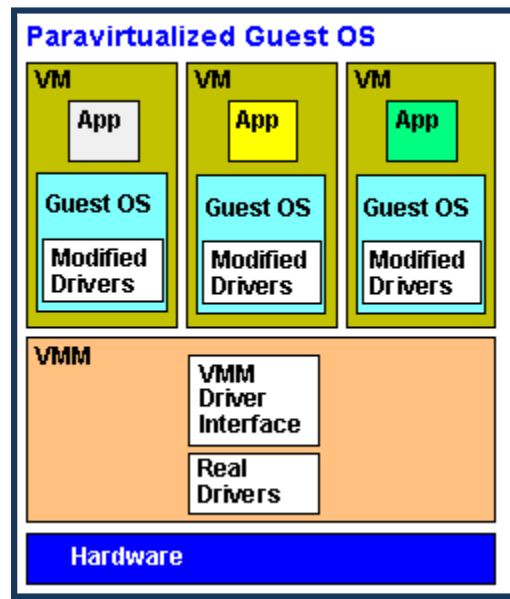 Paravirtualized Guest OS
VM
VM
VM
App
App
App
Guest OS
Guest OS
Guest OS
Modified
Drivers
Modified
Drivers
Modified
Drivers
VMM
VMM
Driver
Interface
Real
Drivers
Hardware